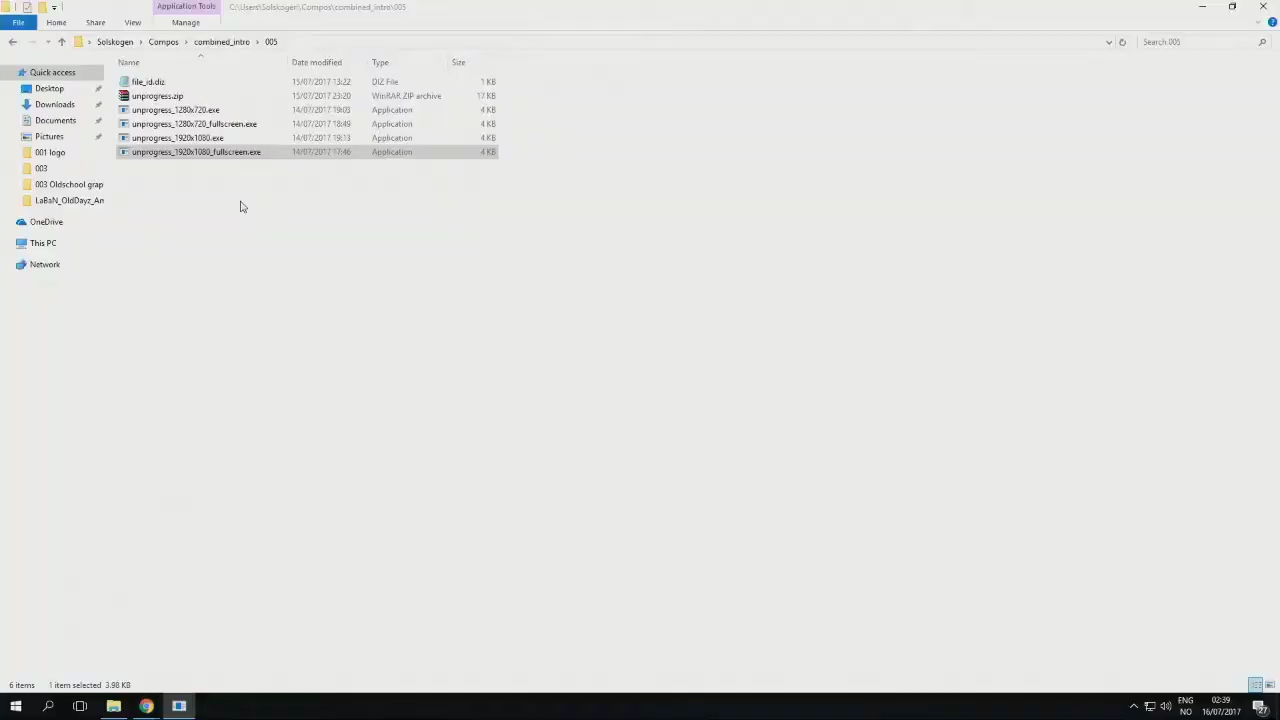 Application Tools C:\Users\Solskogen\Compos\combined_intro\005
File Home Share View Manage
Solskogen Compos combined_intro 005 Search 005
Name Date modified Type Size
Quick access
Desktop
Downloads
Documents
Pictures
001 logo
003
003 Oldschool grap
LaBaN_OldDayz_An
OneDrive
This PC
Network
file_id.diz 15/07/2017 13:22 DIZ File 1 KB
unprogress.zip 15/07/2017 23:20 WinRAR ZIP archive 17 KB
unprogress_1280x720.exe 14/07/2017 19:03 Application 4 KB
unprogress_1280x720_fullscreen.exe 14/07/2017 18:49 Application 4 KB
unprogress_1920x1080.exe 14/07/2017 19:13 Application 4 KB
unprogress_1920x1080_fullscreen.exe 14/07/2017 17:46 Application 4 KB
6 items 1 item selected 3.98 KB
ENG 02:39
NO 16/07/2017 27